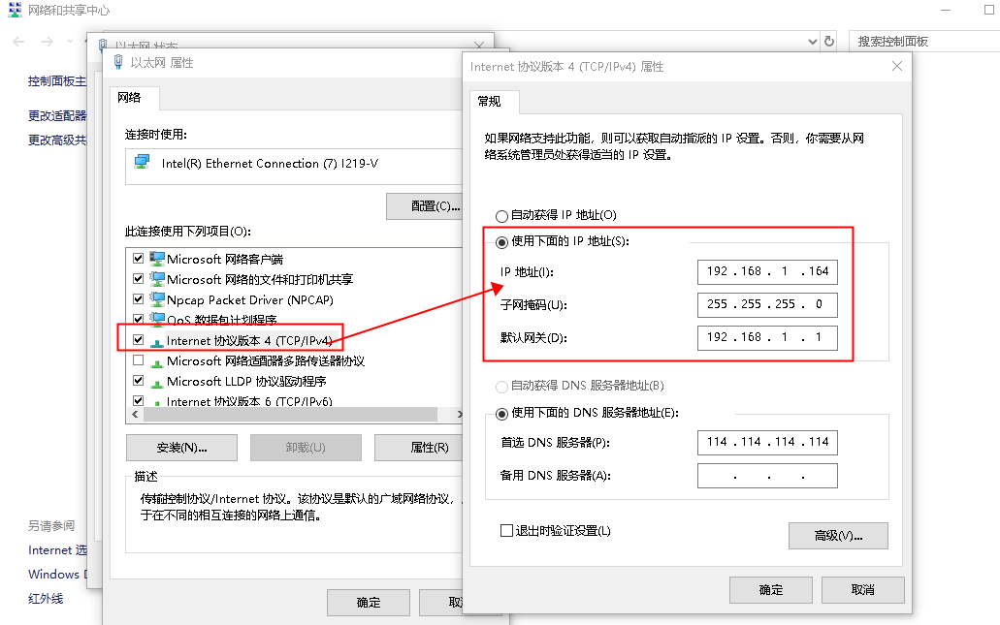 网络和共享中心
搜索控制面板
控制面板主
更改适配器
更改高级共
另请参阅
Internet 选
Windows
红外线
以太网 状态
以太网 属性
网络
连接时使用:
Intel(R) Ethernet Connection (7) I219-V
配置(C)...
此连接使用下列项目(O):
Microsoft 网络客户端
Microsoft 网络的文件和打印机共享
Npcap Packet Driver (NPCAP)
QoS 数据包计划程序
Internet 协议版本 4 (TCP/IPv4)
Microsoft 网络适配器多路传送器协议
Microsoft LLDP 协议驱动程序
Internet 协议版本 6 (TCP/IPv6)
安装(N)...
卸载(U)
属性(R)
描述
传输控制协议/Internet 协议。该协议是默认的广域网络协议，
于在不同的相互连接的网络上通信。
确定
取
Internet 协议版本 4 (TCP/IPv4) 属性
常规
如果网络支持此功能，则可以获取自动指派的 IP 设置。否则，你需要从网
络系统管理员处获得适当的 IP 设置。
自动获得 IP 地址(O)
使用下面的 IP 地址(S):
IP 地址(I):
192 . 168 . 1 . 164
子网掩码(U):
255 . 255 . 255 . 0
默认网关(D):
192 . 168 . 1 . 1
自动获得 DNS 服务器地址(B)
使用下面的 DNS 服务器地址(E):
首选 DNS 服务器(P):
114 . 114 . 114 . 114
备用 DNS 服务器(A):
. . .
退出时验证设置(L)
高级(V)...
确定
取消